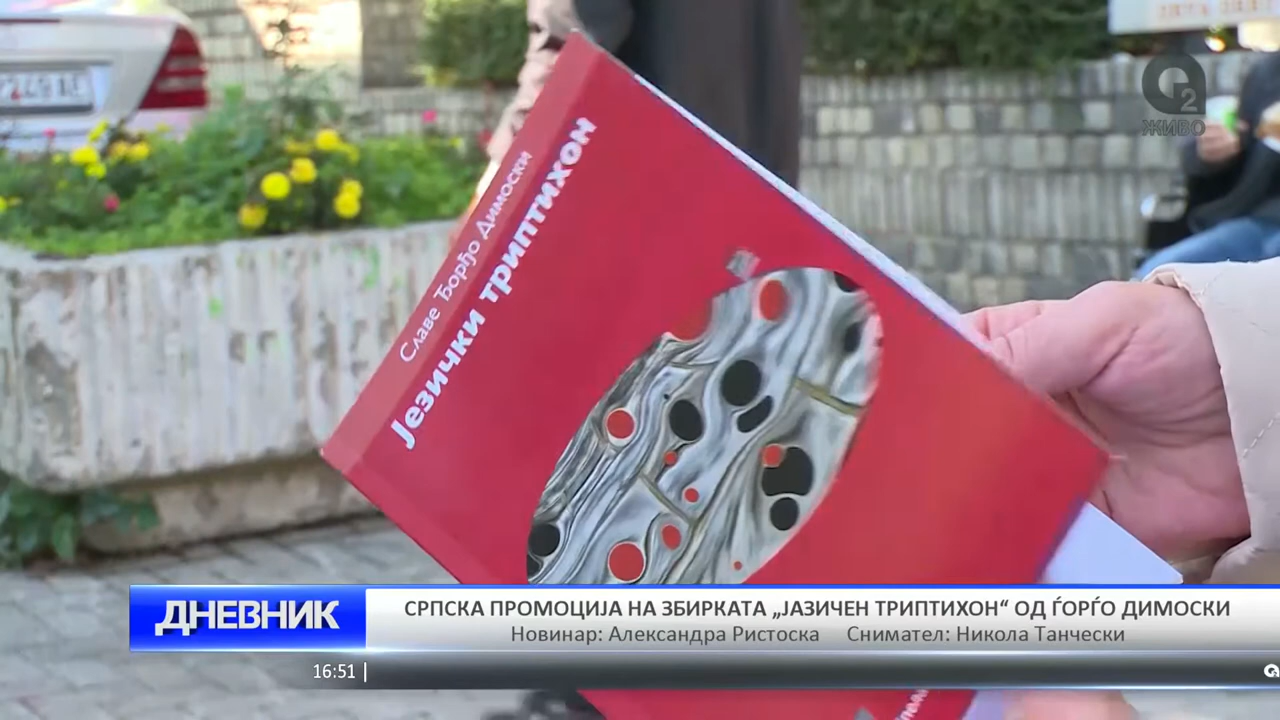 2
ЖИВО
Славе Ђорђо Димоски
Језички триптихон
ДНЕВНИК
СРПСКА ПРОМОЦИЈА НА ЗБИРКАТА „ЈАЗИЧЕН ТРИПТИХОН“ ОД ЃОРЃО ДИМОСКИ
Новинар: Александра Ристоска Снимател: Никола Танчески
16:51